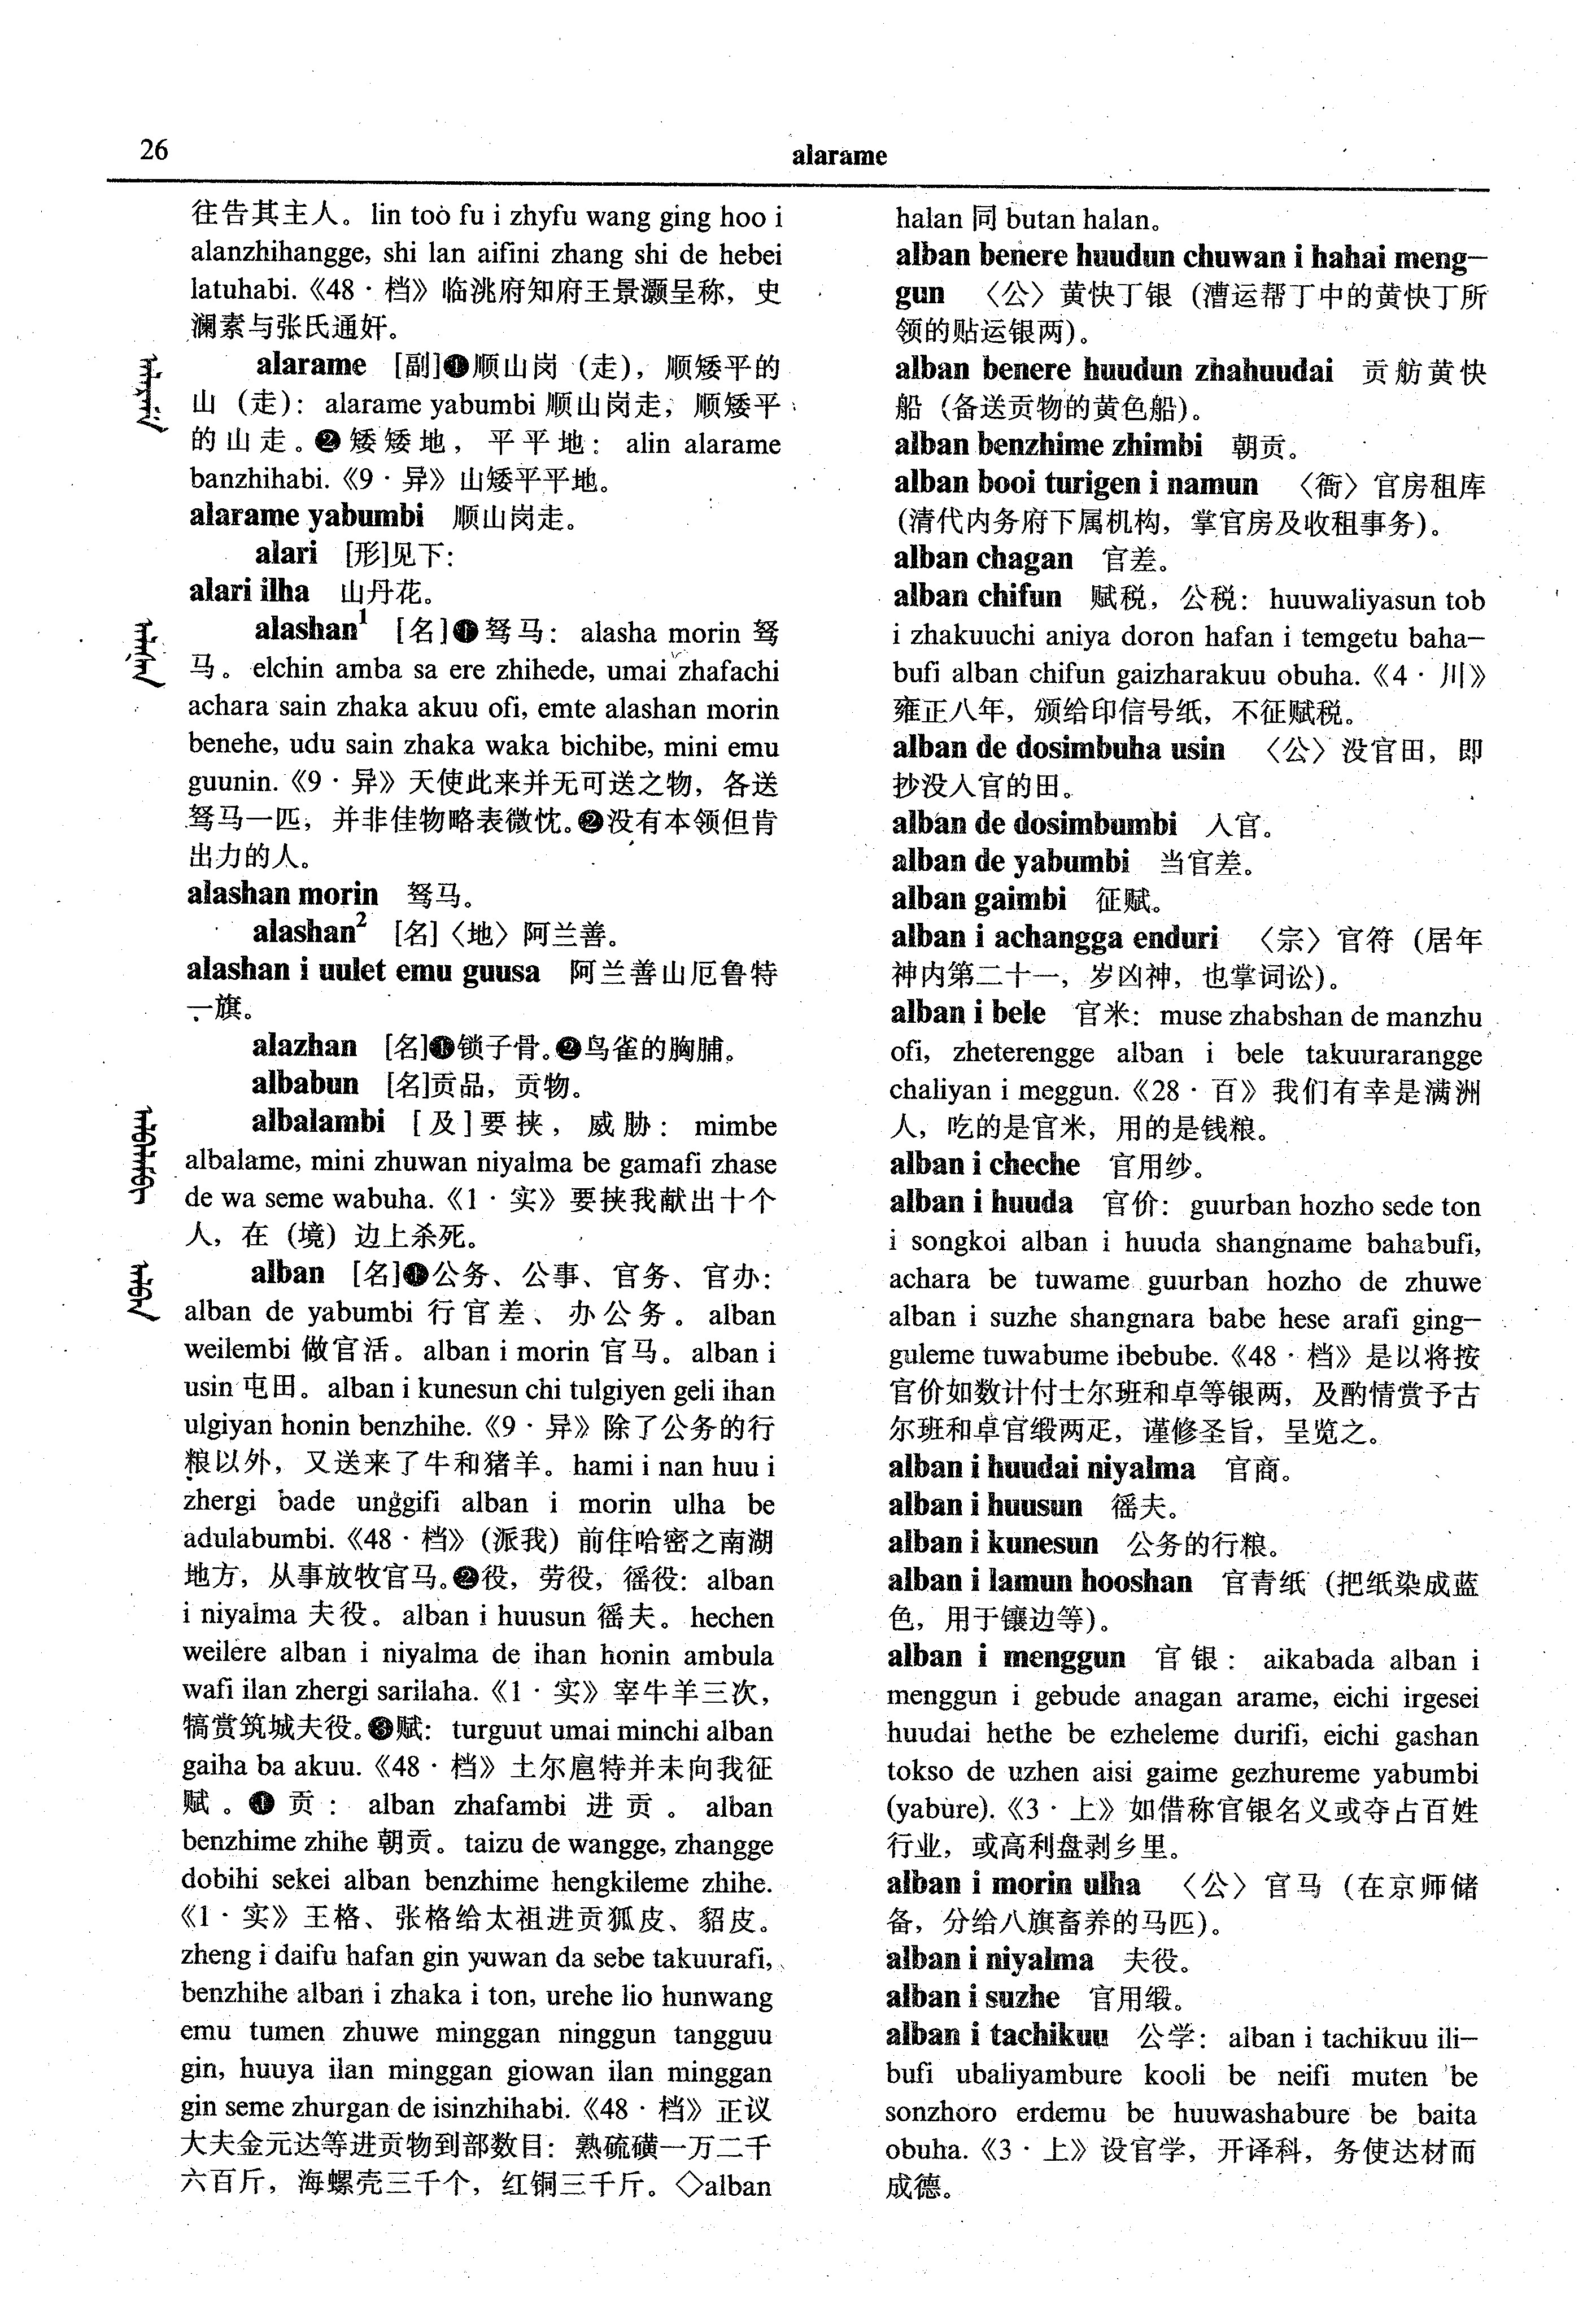 26
alarame
往告其主人。lin too fu i zhyfu wang ging hoo i
alanzhihangge, shi lan aifini zhang shi de hebei
latuhabi.《48·档》临洮府知府王景灏呈称，史
澜素与张氏通奸。
alarame [副]❶顺山岗（走），顺矮平的
山（走）：alarame yabumbi 顺山岗走；顺矮平
的山走。❷矮矮地，平平地：alin alarame
banzhihabi.《9·异》山矮平平地。
alarame yabumbi 顺山岗走。
alari [形]见下：
alari ilha 山丹花。
alashan¹ [名]❶驽马：alasha morin 驽
马。elchin amba sa ere zhihede, umai zhafachi
achara sain zhaka akuu ofi, emte alashan morin
benehe, udu sain zhaka waka bichibe, mini emu
guunin.《9·异》天使此来并无可送之物，各送
驽马一匹，并非佳物略表微忱。❷没有本领但肯
出力的人。
alashan morin 驽马。
alashan² [名]〈地〉阿兰善。
alashan i uulet emu guusa 阿兰善山厄鲁特
一旗。
alazhan [名]❶锁子骨。❷鸟雀的胸脯。
albabun [名]贡品，贡物。
albalambi [及]要挟，威胁：mimbe
albalame, mini zhuwan niyalma be gamafi zhase
de wa seme wabuha.《1·实》要挟我献出十个
人，在（境）边上杀死。
alban [名]❶公务、公事、官务、官办：
alban de yabumbi 行官差、办公务。alban
weilembi 做官活。alban i morin 官马。alban i
usin 屯田。alban i kunesun chi tulgiyen geli ihan
ulgiyan honin benzhihe.《9·异》除了公务的行
粮以外，又送来了牛和猪羊。hami i nan huu i
zhergi bade unggifi alban i morin ulha be
adulabumbi.《48·档》（派我）前住哈密之南湖
地方，从事放牧官马。❷役，劳役，徭役：alban
i niyalma 夫役。alban i huusun 徭夫。hechen
weilere alban i niyalma de ihan honin ambula
wafi ilan zhergi sarilaha.《1·实》宰牛羊三次，
犒赏筑城夫役。❸赋：turguut umai minchi alban
gaiha ba akuu.《48·档》土尔扈特并未向我征
赋。❹贡：alban zhafambi 进贡。alban
benzhime zhihe 朝贡。taizu de wangge, zhangge
dobihi sekei alban benzhime hengkileme zhihe.
《1·实》王格、张格给太祖进贡狐皮、貂皮。
zheng i daifu hafan gin yuwan da sebe takuurafi,
benzhihe alban i zhaka i ton, urehe lio hunwang
emu tumen zhuwe minggan ninggun tangguu
gin, huuya ilan minggan giowan ilan minggan
gin seme zhurgan de isinzhihabi.《48·档》正议
大夫金元达等进贡物到部数目：熟硫磺一万二千
六百斤，海螺壳三千个，红铜三千斤。◇alban
halan 同 butan halan。
alban benere huudun chuwan i hahai meng-
gun 〈公〉黄快丁银（漕运帮丁中的黄快丁所
领的贴运银两）。
alban benere huudun zhahuudai 贡舫黄快
船（备送贡物的黄色船）。
alban benzhime zhimbi 朝贡。
alban booi turigen i namun 〈衙〉官房租库
（清代内务府下属机构，掌官房及收租事务）。
alban chagan 官差。
alban chifun 赋税，公税：huuwaliyasun tob
i zhakuuchi aniya doron hafan i temgetu baha-
bufi alban chifun gaizharakuu obuha.《4·川》
雍正八年，颁给印信号纸，不征赋税。
alban de dosimbuha usin 〈公〉没官田，即
抄没入官的田。
alban de dosimbumbi 入官。
alban de yabumbi 当官差。
alban gaimbi 征赋。
alban i achangga enduri 〈宗〉官符（居年
神内第二十一，岁凶神，也掌词讼）。
alban i bele 官米：muse zhabshan de manzhu
ofi, zheterengge alban i bele takuurarangge
chaliyan i meggun.《28·百》我们有幸是满洲
人，吃的是官米，用的是钱粮。
alban i cheche 官用纱。
alban i huuda 官价：guurban hozho sede ton
i songkoi alban i huuda shangname bahabufi,
achara be tuwame guurban hozho de zhuwe
alban i suzhe shangnara babe hese arafi ging-
guleme tuwabume ibebube.《48·档》是以将按
官价如数计付士尔班和卓等银两，及酌情赏予古
尔班和卓官缎两疋，谨修圣旨，呈览之。
alban i huudai niyalma 官商。
alban i huusun 徭夫。
alban i kunesun 公务的行粮。
alban i lamun hooshan 官青纸（把纸染成蓝
色，用于镶边等）。
alban i menggun 官银：aikabada alban i
menggun i gebude anagan arame, eichi irgesei
huudai hethe be ezheleme durifi, eichi gashan
tokso de uzhen aisi gaime gezhureme yabumbi
(yabure).《3·上》如借称官银名义或夺占百姓
行业，或高利盘剥乡里。
alban i morin ulha 〈公〉官马（在京师储
备，分给八旗畜养的马匹）。
alban i niyalma 夫役。
alban i suzhe 官用缎。
alban i tachikuu 公学：alban i tachikuu ili-
bufi ubaliyambure kooli be neifi muten be
sonzhoro erdemu be huuwashabure be baita
obuha.《3·上》设官学，开译科，务使达材而
成德。